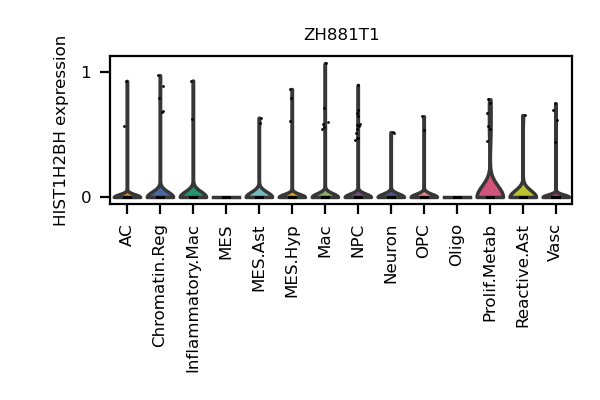 ZH881T1
HIST1H2BH expression
1
0
AC
Chromatin.Reg
Inflammatory.Mac
MES
MES.Ast
MES.Hyp
Mac
NPC
Neuron
OPC
Oligo
Prolif.Metab
Reactive.Ast
Vasc